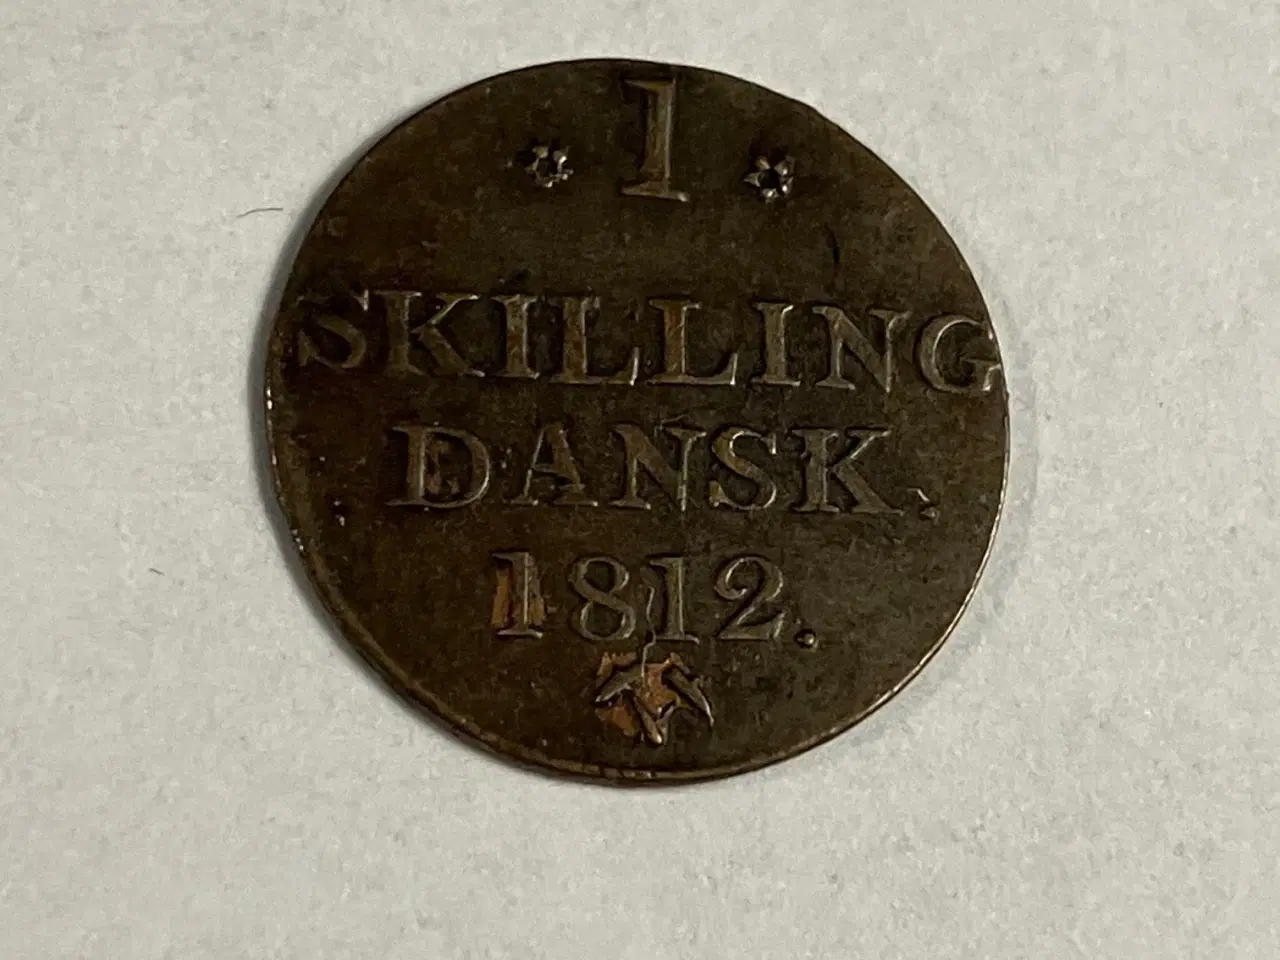 1
SKILLING
DANSK.
1812.